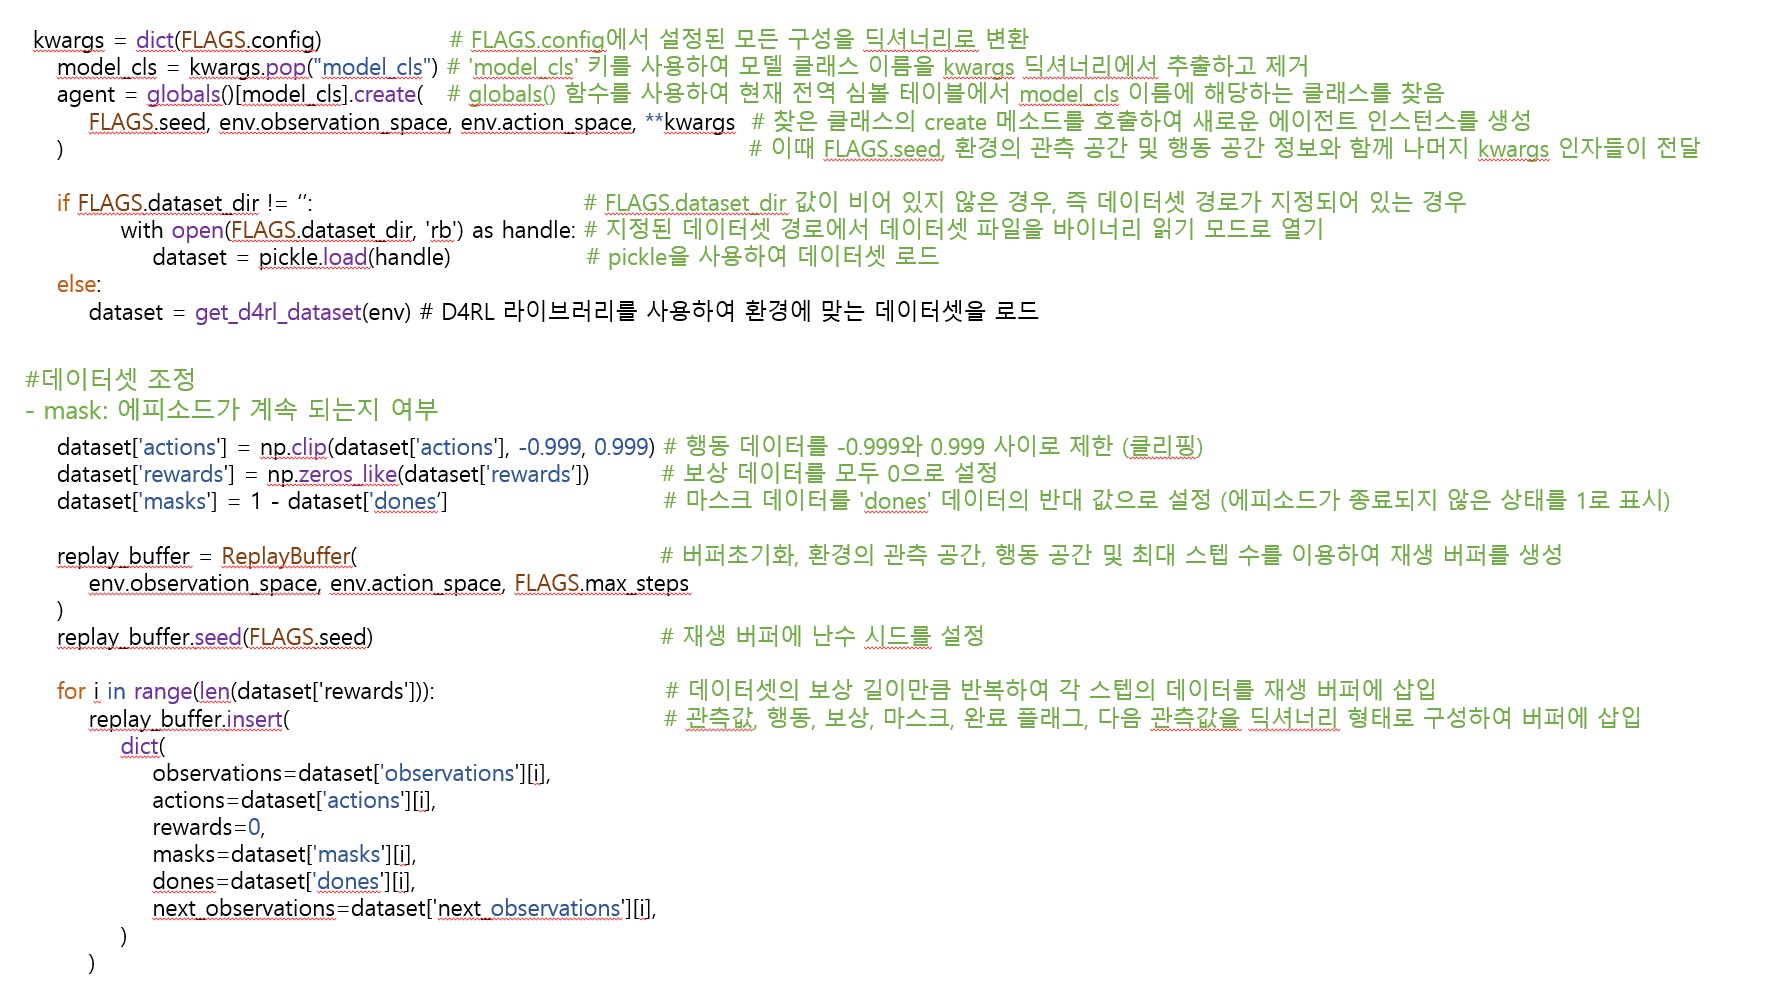 kwargs = dict(FLAGS.config) # FLAGS.config에서 설정된 모든 구성을 딕셔너리로 변환
model_cls = kwargs.pop("model_cls") # 'model_cls' 키를 사용하여 모델 클래스 이름을 kwargs 딕셔너리에서 추출하고 제거
agent = globals()[model_cls].create( # globals() 함수를 사용하여 현재 전역 심볼 테이블에서 model_cls 이름에 해당하는 클래스를 찾음
FLAGS.seed, env.observation_space, env.action_space, **kwargs # 찾은 클래스의 create 메소드를 호출하여 새로운 에이전트 인스턴스를 생성
) # 이때 FLAGS.seed, 환경의 관측 공간 및 행동 공간 정보와 함께 나머지 kwargs 인자들이 전달
if FLAGS.dataset_dir != ‘’: # FLAGS.dataset_dir 값이 비어 있지 않은 경우, 즉 데이터셋 경로가 지정되어 있는 경우
with open(FLAGS.dataset_dir, 'rb') as handle: # 지정된 데이터셋 경로에서 데이터셋 파일을 바이너리 읽기 모드로 열기
dataset = pickle.load(handle) # pickle을 사용하여 데이터셋 로드
else:
dataset = get_d4rl_dataset(env) # D4RL 라이브러리를 사용하여 환경에 맞는 데이터셋을 로드
#데이터셋 조정
- mask: 에피소드가 계속 되는지 여부
dataset['actions'] = np.clip(dataset['actions'], -0.999, 0.999) # 행동 데이터를 -0.999와 0.999 사이로 제한 (클리핑)
dataset['rewards'] = np.zeros_like(dataset['rewards’]) # 보상 데이터를 모두 0으로 설정
dataset['masks'] = 1 - dataset['dones’] # 마스크 데이터를 'dones' 데이터의 반대 값으로 설정 (에피소드가 종료되지 않은 상태를 1로 표시)
replay_buffer = ReplayBuffer( # 버퍼초기화, 환경의 관측 공간, 행동 공간 및 최대 스텝 수를 이용하여 재생 버퍼를 생성
env.observation_space, env.action_space, FLAGS.max_steps
)
replay_buffer.seed(FLAGS.seed) # 재생 버퍼에 난수 시드를 설정
for i in range(len(dataset['rewards'])): # 데이터셋의 보상 길이만큼 반복하여 각 스텝의 데이터를 재생 버퍼에 삽입
replay_buffer.insert( # 관측값, 행동, 보상, 마스크, 완료 플래그, 다음 관측값을 딕셔너리 형태로 구성하여 버퍼에 삽입
dict(
observations=dataset['observations'][i],
actions=dataset['actions'][i],
rewards=0,
masks=dataset['masks'][i],
dones=dataset['dones'][i],
next_observations=dataset['next_observations'][i],
)
)